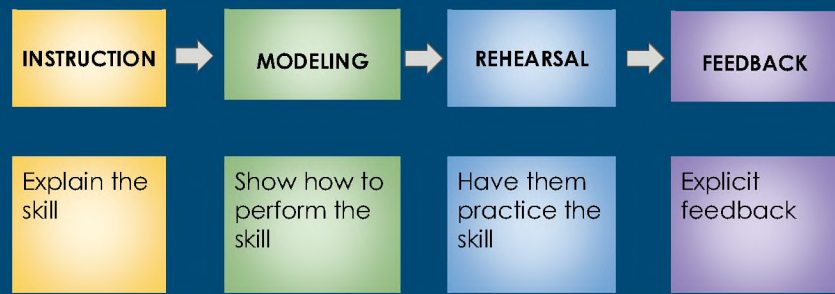 INSTRUCTION
MODELING
REHEARSAL
FEEDBACK
Explain the
skill
Show how to
perform the
skill
Have them
practice the
skill
Explicit
feedback